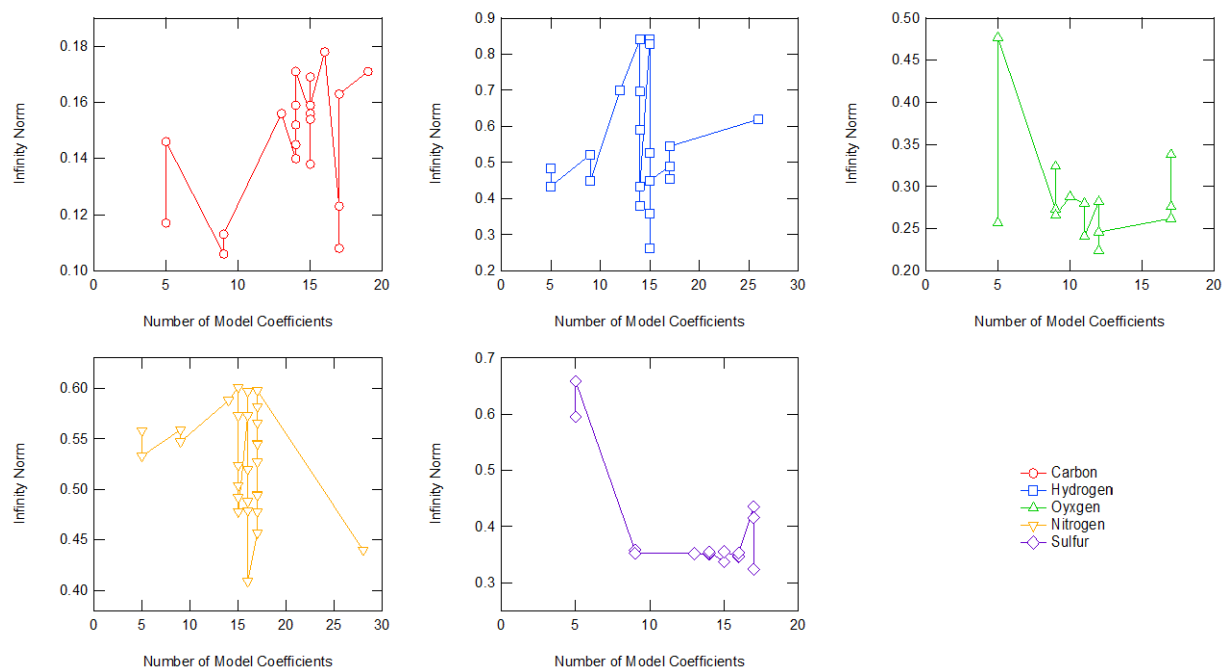 0.18
0.16
0.14
0.12
0.10
Infinity Norm
0 5 10 15 20
Number of Model Coefficients
0.9
0.8
0.7
0.6
0.5
0.4
0.3
0.2
Infinity Norm
0 5 10 15 20 25 30
Number of Model Coefficients
0.50
0.45
0.40
0.35
0.30
0.25
0.20
Infinity Norm
0 5 10 15 20
Number of Model Coefficients
0.60
0.55
0.50
0.45
0.40
Infinity Norm
0 5 10 15 20 25 30
Number of Model Coefficients
0.7
0.6
0.5
0.4
0.3
Infinity Norm
0 5 10 15 20
Number of Model Coefficients
Carbon
Hydrogen
Oyxgen
Nitrogen
Sulfur